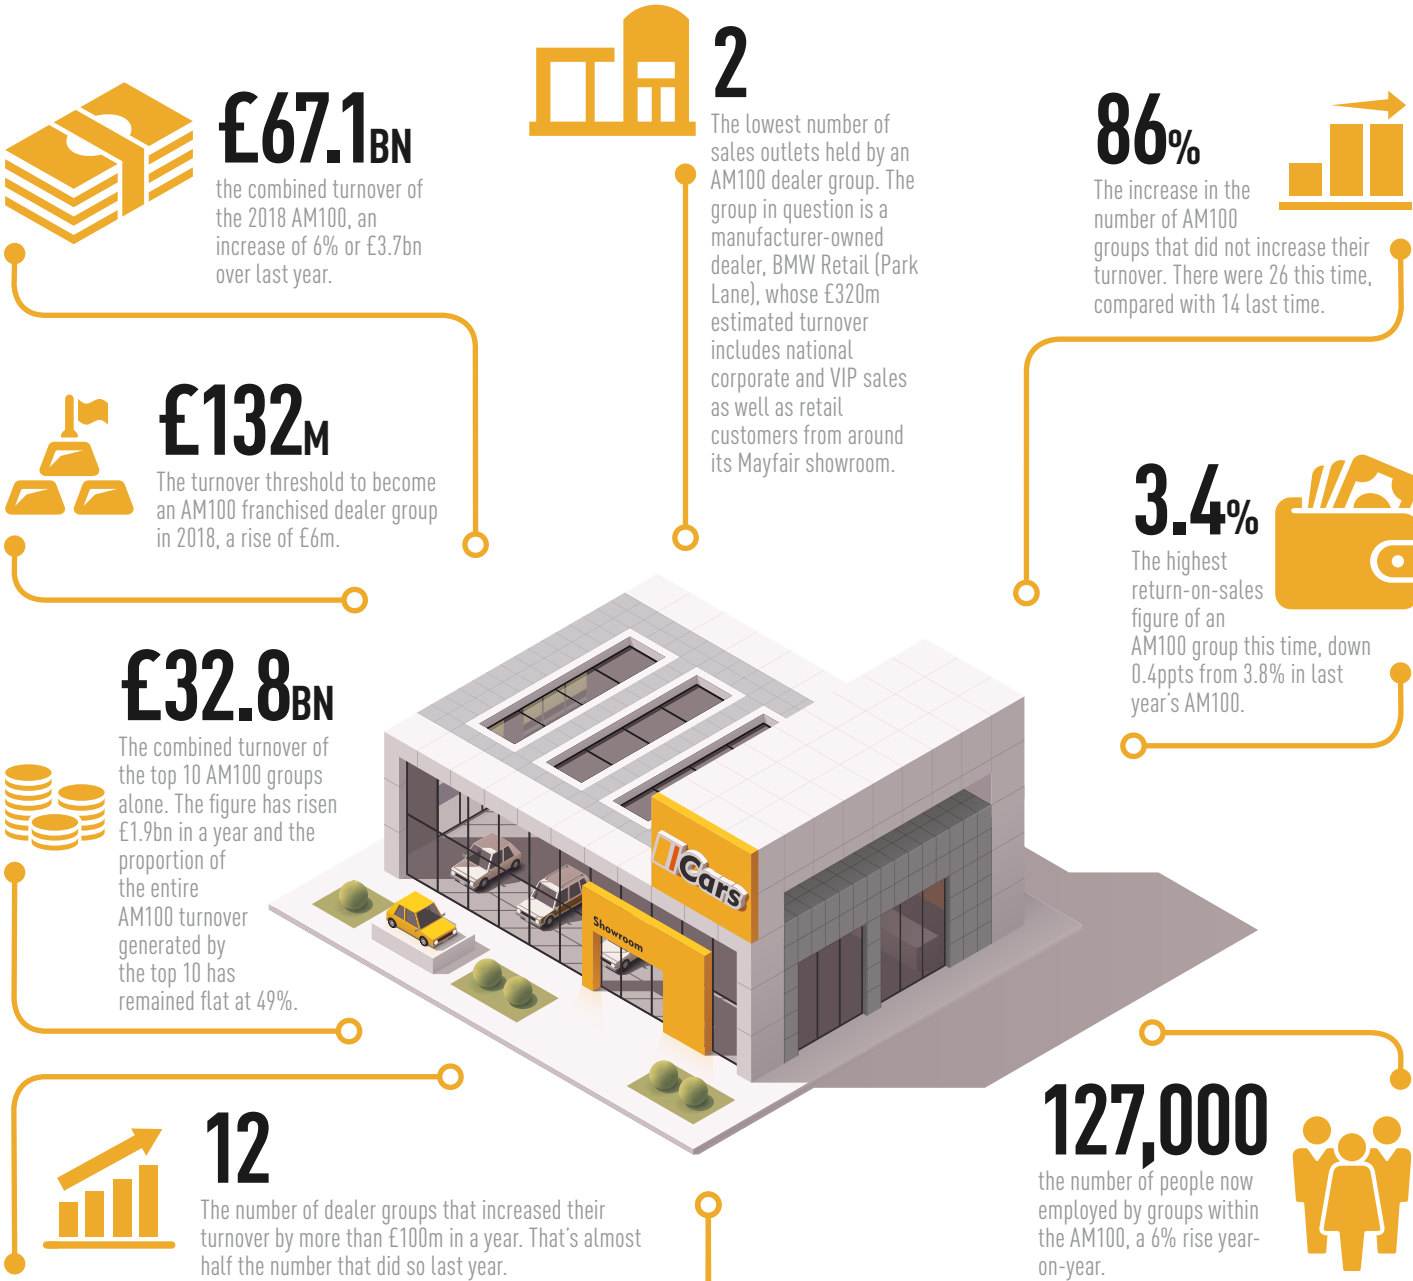 £67.1BN
the combined turnover of
the 2018 AM100, an
increase of 6% or £3.7bn
over last year.
2
The lowest number of
sales outlets held by an
AM100 dealer group. The
group in question is a
manufacturer-owned
dealer, BMW Retail (Park
Lane), whose £320m
estimated turnover
includes national
corporate and VIP sales
as well as retail
customers from around
its Mayfair showroom.
86%
The increase in the
number of AM100
groups that did not increase their
turnover. There were 26 this time,
compared with 14 last time.
£132M
The turnover threshold to become
an AM100 franchised dealer group
in 2018, a rise of £6m.
3.4%
The highest
return-on-sales
figure of an
AM100 group this time, down
0.4ppts from 3.8% in last
year's AM100.
£32.8BN
The combined turnover of
the top 10 AM100 groups
alone. The figure has risen
£1.9bn in a year and the
proportion of
the entire
AM100 turnover
generated by
the top 10 has
remained flat at 49%.
Cars
Showroom
12
The number of dealer groups that increased their
turnover by more than £100m in a year. That's almost
half the number that did so last year.
127,000
the number of people now
employed by groups within
the AM100, a 6% rise year-
on-year.